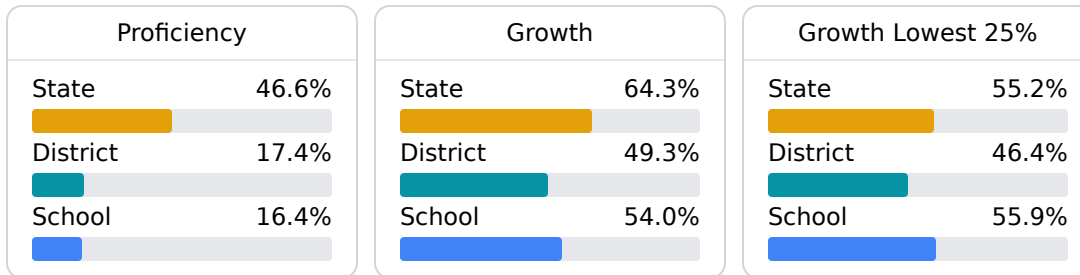 Proficiency
State 46.6%
District 17.4%
School 16.4%
Growth
State 64.3%
District 49.3%
School 54.0%
Growth Lowest 25%
State 55.2%
District 46.4%
School 55.9%